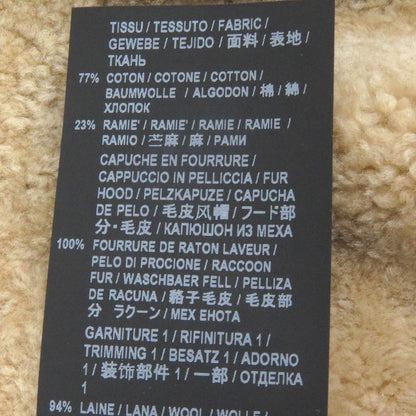 TISSU / TESSUTO / FABRIC /
GEWEBE / TEJIDO / 面料 / 表地 /
ТКАНЬ
77% COTON / COTONE / COTTON /
BAUMWOLLE / ALGODON / 棉 / 綿 /
ХЛОПОК
23% RAMIE' / RAMIE' / RAMIE / RAMIE /
RAMIO / 苎麻 / 麻 / РАМИ
CAPUCHE EN FOURRURE /
CAPPUCCIO IN PELLICCIA / FUR
HOOD / PELZKAPUZE / CAPUCHA
DE PELO / 毛皮风帽 / フード部
分・毛皮 / КАПЮШОН ИЗ МЕХА
100% FOURRURE DE RATON LAVEUR /
PELO DI PROCIONE / RACCOON
FUR / WASCHBAER FELL / PELLIZA
DE RACUNA / 貉子毛皮 / 毛皮部
分 ラクーン / МЕХ ЕНОТА
GARNITURE 1 / RIFINITURA 1 /
TRIMMING 1 / BESATZ 1 / ADORNO
1 / 装饰部件 1 / 一部 / ОТДЕЛКА
1
94% LAINE / LANA / WOOL / WOLLE /